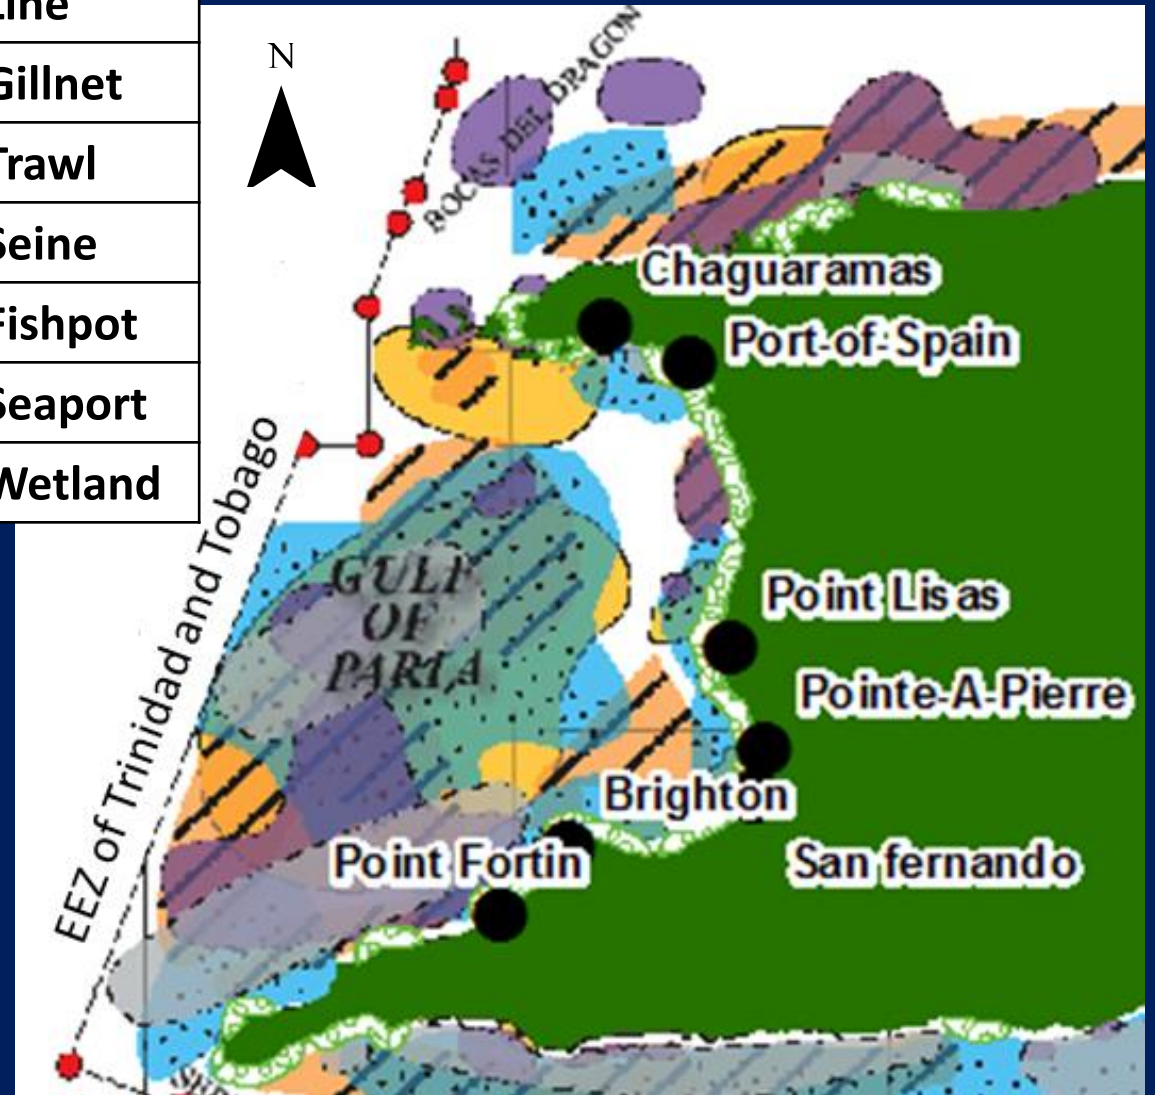 Line
Gillnet
Trawl
Seine
Fishpot
Seaport
Wetland
N
BOCAS DEL DRAGON
Chaguaramas
Port-of-Spain
EEZ of Trinidad and Tobago
GULF
OF
PARIA
Point Lisas
Pointe-A-Pierre
Brighton
Point Fortin
San fernando